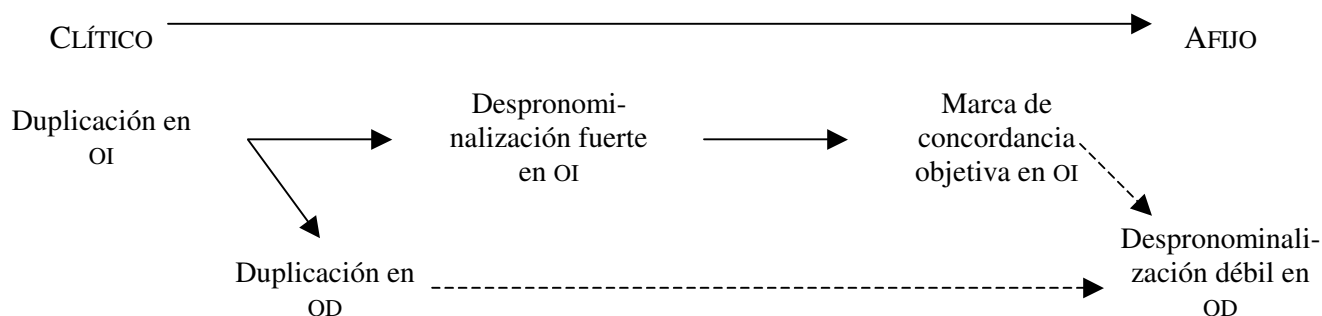 CLÍTICO
AFIJO
Duplicación en
OI
Despronomi-
nalización fuerte
en OI
Marca de
concordancia
objetiva en OI
Duplicación en
OD
Despronominali-
zación débil en
OD